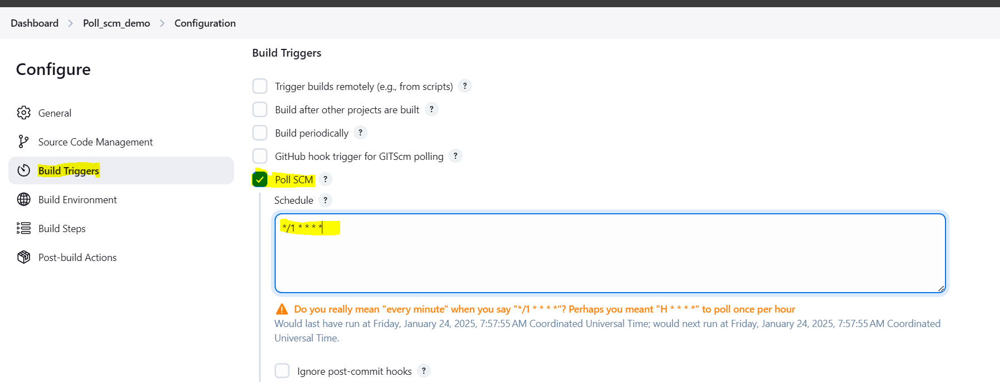 Dashboard > Poll_scm_demo > Configuration
Configure
General
Source Code Management
Build Triggers
Build Environment
Build Steps
Post-build Actions
Build Triggers
Trigger builds remotely (e.g., from scripts) ?
Build after other projects are built ?
Build periodically ?
GitHub hook trigger for GITScm polling ?
Poll SCM ?
Schedule ?
*/1 * * * *
Do you really mean "every minute" when you say "*/1 * * * *"? Perhaps you meant "H * * * *" to poll once per hour
Would last have run at Friday, January 24, 2025, 7:57:55 AM Coordinated Universal Time; would next run at Friday, January 24, 2025, 7:57:55 AM Coordinated
Universal Time.
Ignore post-commit hooks ?